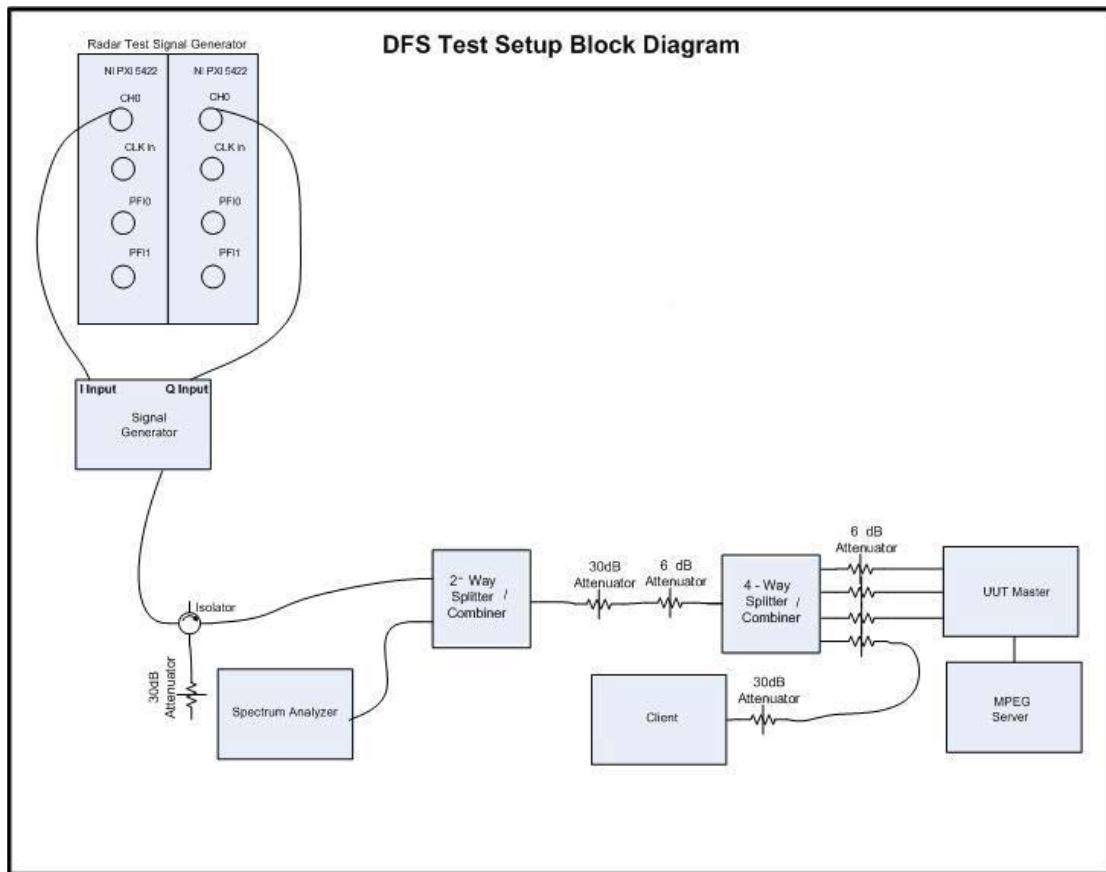 DFS Test Setup Block Diagram
Radar Test Signal Generator
NI PXI 5422
CH0
CLK In
PFI0
PFI1
NI PXI 5422
CH0
CLK In
PFI0
PFI1
I Input
Q Input
Signal
Generator
Isolator
30dB
Attenuator
Spectrum Analyzer
2- Way
Splitter /
Combiner
30dB
Attenuator
6 dB
Attenuator
4 - Way
Splitter /
Combiner
6 dB
Attenuator
UUT Master
MPEG
Server
30dB
Attenuator
Client